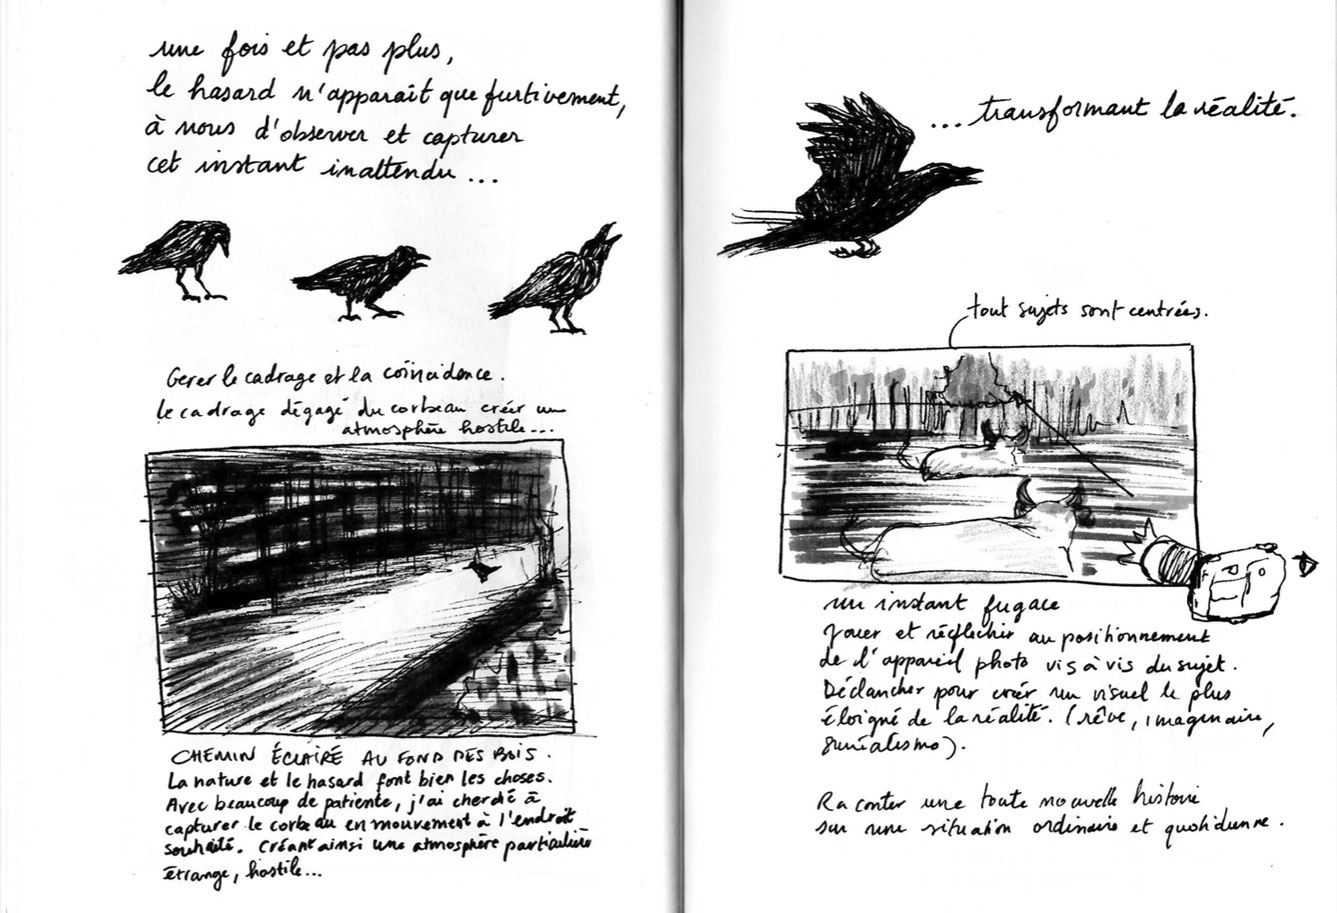 une fois et pas plus,
le hasard n'apparaît que furtivement,
à nous d'observer et capturer
cet instant inattendu...
Gerer le cadrage et la coïncidence.
le cadrage dégagé du corbeau créér un
atmosphère hostile...
CHEMIN ÉCLAIRÉ AU FOND DES BOIS.
La nature et le hasard font bien les choses.
Avec beaucoup de patiente, j'ai cherché à
capturer le corbeau en mouvement à l'endroit
souhaité. Créant ainsi une atmosphère particulière
étrange, hostile...
...transformant la réalité.
tout sujets sont centrées.
un instant fugace
Jouer et réflechir au positionnement
de l'appareil photo vis à vis du sujet.
Déclancher pour créér un visuel le plus
éloigné de la réalité. (rêve, imaginaire,
suréalismo).
Raconter une toute nouvelle histoire
sur une situation ordinaire et quotidienne.